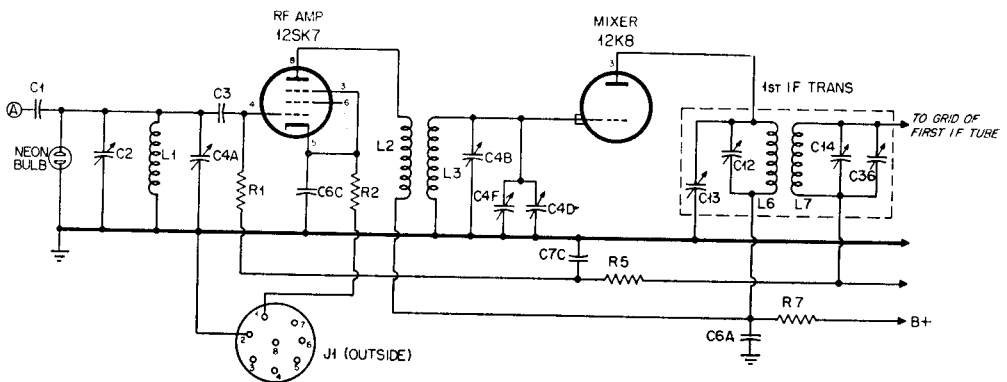 RF AMP
12SK7
MIXER
12K8
1ST IF TRANS
TO GRID OF
FIRST IF TUBE
A
C1
C3
8
3
6
4
5
3
NEON
BULB
C2
L1
C4A
R1
C6C
R2
L2
L3
C4B
C4F
C4D
C13
C12
L6
L7
C14
C36
C7C
R5
R7
B+
C6A
1
2
3
4
5
6
7
8
J1 (OUTSIDE)